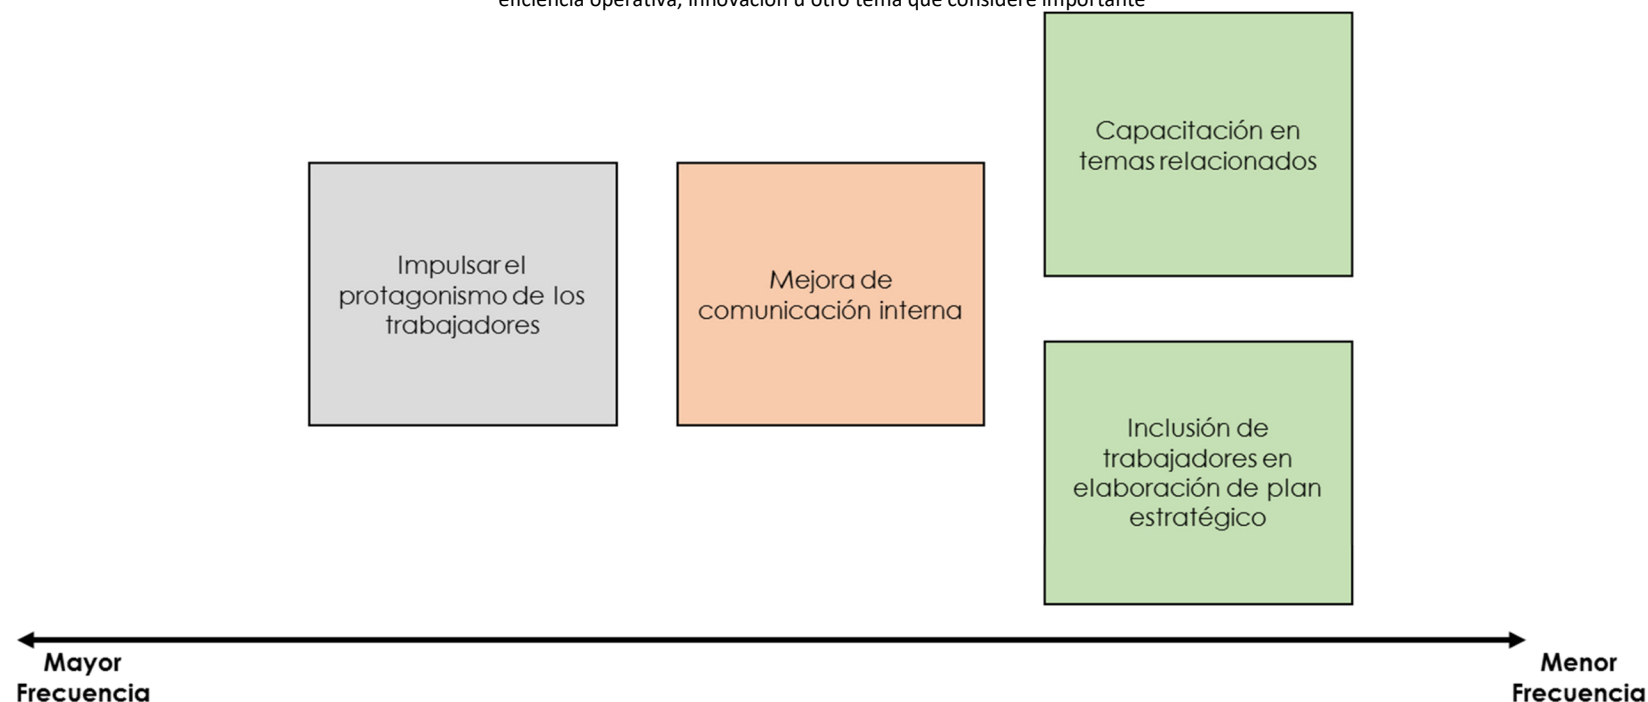 eficiencia operativa, innovación u otro tema que considere importante
Capacitación en
temas relacionados
Impulsar el
protagonismo de los
trabajadores
Mejora de
comunicación interna
Inclusión de
trabajadores en
elaboración de plan
estratégico
Mayor
Frecuencia
Menor
Frecuencia